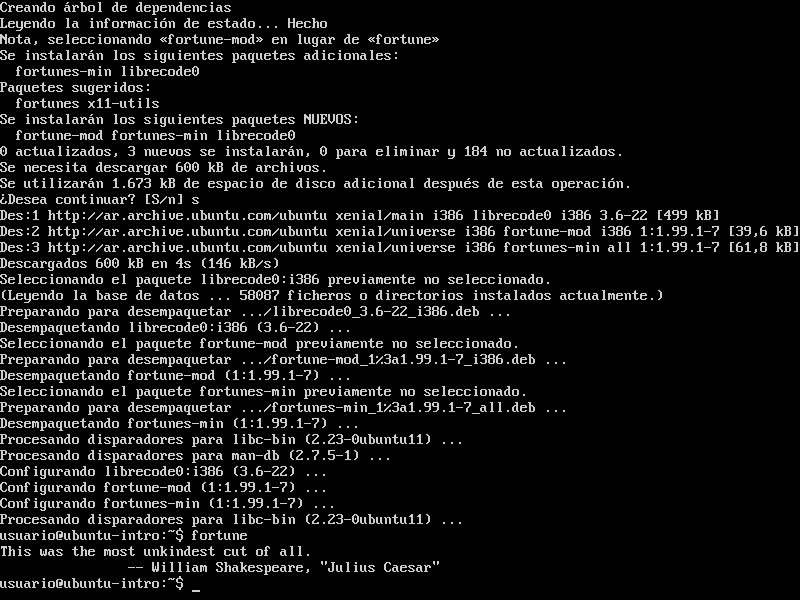 Creando árbol de dependencias
Leyendo la información de estado... Hecho
Nota, seleccionando «fortune-mod» en lugar de «fortune»
Se instalarán los siguientes paquetes adicionales:
  fortunes-min librecode0
Paquetes sugeridos:
  fortunes x11-utils
Se instalarán los siguientes paquetes NUEVOS:
  fortune-mod fortunes-min librecode0
0 actualizados, 3 nuevos se instalarán, 0 para eliminar y 184 no actualizados.
Se necesita descargar 600 kB de archivos.
Se utilizarán 1.673 kB de espacio de disco adicional después de esta operación.
¿Desea continuar? [S/n] s
Des:1 http://ar.archive.ubuntu.com/ubuntu xenial/main i386 librecode0 i386 3.6-22 [499 kB]
Des:2 http://ar.archive.ubuntu.com/ubuntu xenial/universe i386 fortune-mod i386 1:1.99.1-7 [39,6 kB]
Des:3 http://ar.archive.ubuntu.com/ubuntu xenial/universe i386 fortunes-min all 1:1.99.1-7 [61,8 kB]
Descargados 600 kB en 4s (146 kB/s)
Seleccionando el paquete librecode0:i386 previamente no seleccionado.
(Leyendo la base de datos ... 58087 ficheros o directorios instalados actualmente.)
Preparando para desempaquetar .../librecode0_3.6-22_i386.deb ...
Desempaquetando librecode0:i386 (3.6-22) ...
Seleccionando el paquete fortune-mod previamente no seleccionado.
Preparando para desempaquetar .../fortune-mod_1%3a1.99.1-7_i386.deb ...
Desempaquetando fortune-mod (1:1.99.1-7) ...
Seleccionando el paquete fortunes-min previamente no seleccionado.
Preparando para desempaquetar .../fortunes-min_1%3a1.99.1-7_all.deb ...
Desempaquetando fortunes-min (1:1.99.1-7) ...
Procesando disparadores para libc-bin (2.23-0ubuntu11) ...
Procesando disparadores para man-db (2.7.5-1) ...
Configurando librecode0:i386 (3.6-22) ...
Configurando fortune-mod (1:1.99.1-7) ...
Configurando fortunes-min (1:1.99.1-7) ...
Procesando disparadores para libc-bin (2.23-0ubuntu11) ...
usuario@ubuntu-intro:~$ fortune
This was the most unkindest cut of all.
                -- William Shakespeare, "Julius Caesar"
usuario@ubuntu-intro:~$ _